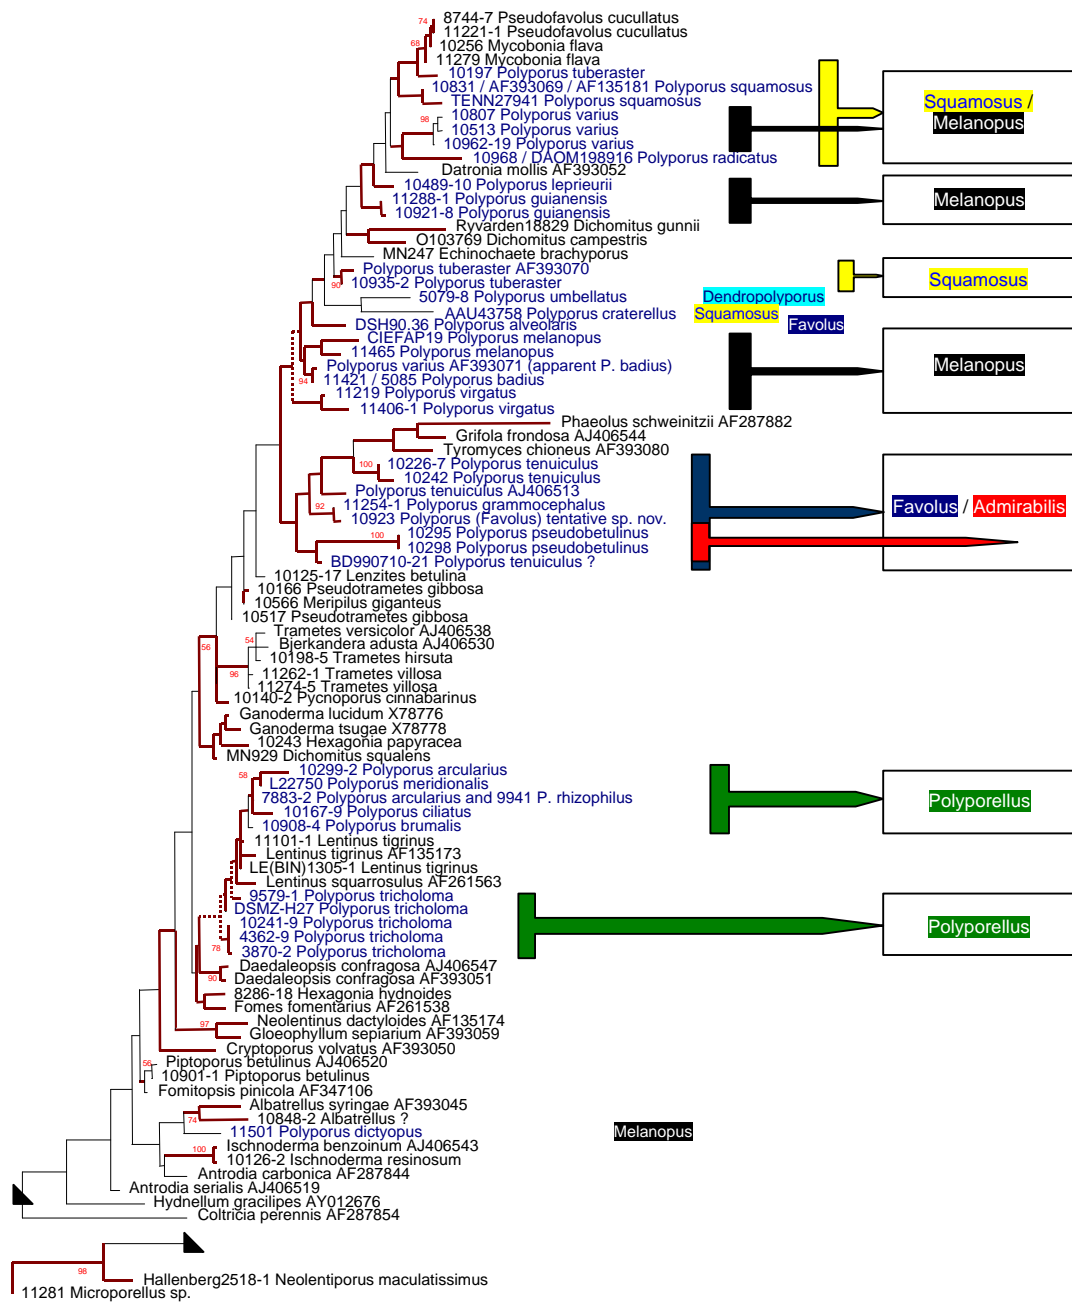 74
8744-7 Pseudofavolus cucullatus
11221-1 Pseudofavolus cucullatus
68
10256 Mycobonia flava
11279 Mycobonia flava
10197 Polyporus tuberaster
10831 / AF393069 / AF135181 Polyporus squamosus
TENN27941 Polyporus squamosus
Squamosus /
Melanopus
98
10807 Polyporus varius
10513 Polyporus varius
10962-19 Polyporus varius
10968 / DAOM198916 Polyporus radicatus
Datronia mollis AF393052
10489-10 Polyporus leprieurii
11288-1 Polyporus guianensis
Melanopus
10921-8 Polyporus guianensis
Ryvarden18829 Dichomitus gunnii
O103769 Dichomitus campestris
MN247 Echinochaete brachyporus
Polyporus tuberaster AF393070
90
10935-2 Polyporus tuberaster
Squamosus
5079-8 Polyporus umbellatus
Dendropolyporus
AAU43758 Polyporus craterellus
Squamosus
DSH90.36 Polyporus alveolaris
Favolus
CIEFAP19 Polyporus melanopus
11465 Polyporus melanopus
Polyporus varius AF393071 (apparent P. badius)
Melanopus
94
11421 / 5085 Polyporus badius
11219 Polyporus virgatus
11406-1 Polyporus virgatus
Phaeolus schweinitzii AF287882
Grifola frondosa AJ406544
Tyromyces chioneus AF393080
100
10226-7 Polyporus tenuiculus
10242 Polyporus tenuiculus
Polyporus tenuiculus AJ406513
92
11254-1 Polyporus grammocephalus
Favolus / Admirabilis
10923 Polyporus (Favolus) tentative sp. nov.
100
10295 Polyporus pseudobetulinus
10298 Polyporus pseudobetulinus
BD990710-21 Polyporus tenuiculus ?
10125-17 Lenzites betulina
10166 Pseudotrametes gibbosa
10566 Meripilus giganteus
10517 Pseudotrametes gibbosa
Trametes versicolor AJ406538
56
54
Bjerkandera adusta AJ406530
10198-5 Trametes hirsuta
96
11262-1 Trametes villosa
11274-5 Trametes villosa
10140-2 Pycnoporus cinnabarinus
Ganoderma lucidum X78776
Ganoderma tsugae X78778
10243 Hexagonia papyracea
MN929 Dichomitus squalens
58
10299-2 Polyporus arcularius
L22750 Polyporus meridionalis
7883-2 Polyporus arcularius and 9941 P. rhizophilus
Polyporellus
10167-9 Polyporus ciliatus
10908-4 Polyporus brumalis
11101-1 Lentinus tigrinus
Lentinus tigrinus AF135173
LE(BIN)1305-1 Lentinus tigrinus
Lentinus squarrosulus AF261563
9579-1 Polyporus tricholoma
DSMZ-H27 Polyporus tricholoma
10241-9 Polyporus tricholoma
Polyporellus
4362-9 Polyporus tricholoma
78
3870-2 Polyporus tricholoma
Daedaleopsis confragosa AJ406547
90
Daedaleopsis confragosa AF393051
8286-18 Hexagonia hydnoides
Fomes fomentarius AF261538
97
Neolentinus dactyloides AF135174
Gloeophyllum sepiarium AF393059
Cryptoporus volvatus AF393050
56
Piptoporus betulinus AJ406520
10901-1 Piptoporus betulinus
Fomitopsis pinicola AF347106
Albatrellus syringae AF393045
74
10848-2 Albatrellus ?
11501 Polyporus dictyopus
Melanopus
100
Ischnoderma benzoinum AJ406543
10126-2 Ischnoderma resinosum
Antrodia carbonica AF287844
Antrodia serialis AJ406519
Hydnellum gracilipes AY012676
Coltricia perennis AF287854
98
Hallenberg2518-1 Neolentiporus maculatissimus
11281 Microporellus sp.